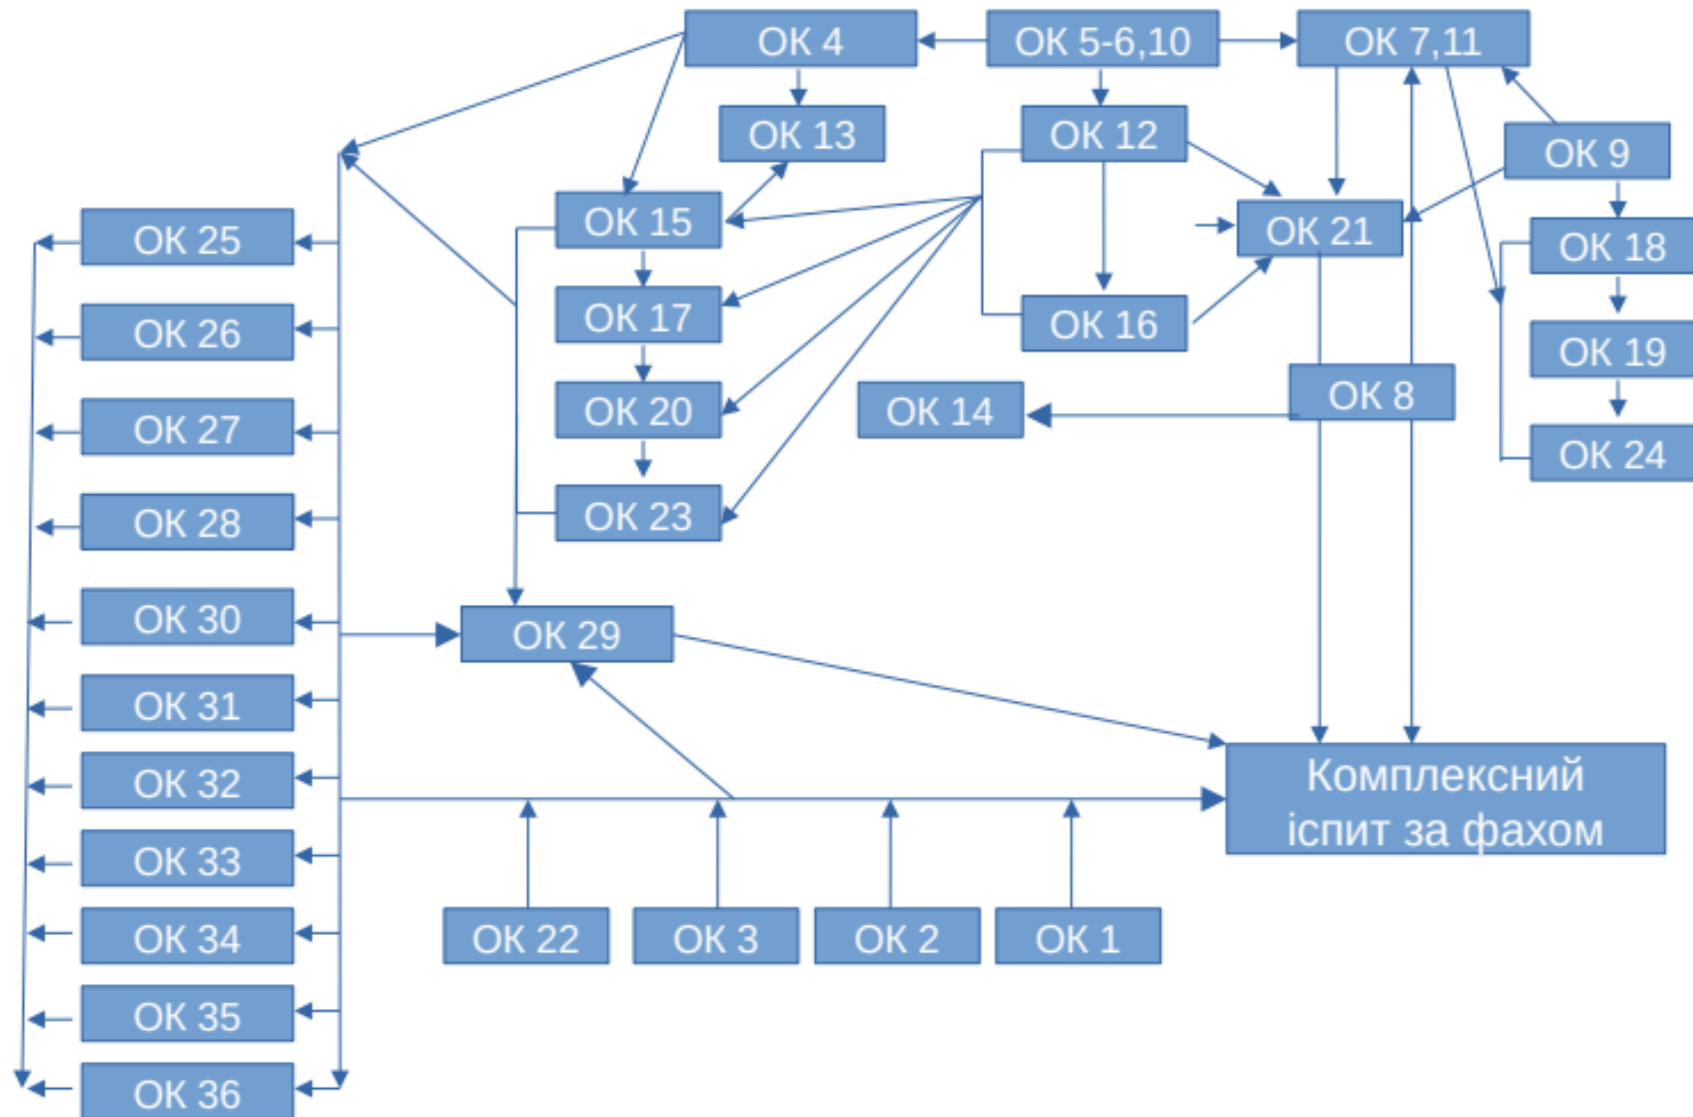 ОК 4
ОК 5-6,10
ОК 7,11
ОК 13
ОК 12
ОК 9
ОК 15
ОК 21
ОК 25
ОК 18
ОК 17
ОК 16
ОК 26
ОК 19
ОК 20
ОК 14
ОК 8
ОК 27
ОК 24
ОК 23
ОК 28
ОК 30
ОК 29
ОК 31
ОК 32
Комплексний
іспит за фахом
ОК 33
ОК 34
ОК 22
ОК 3
ОК 2
ОК 1
ОК 35
ОК 36